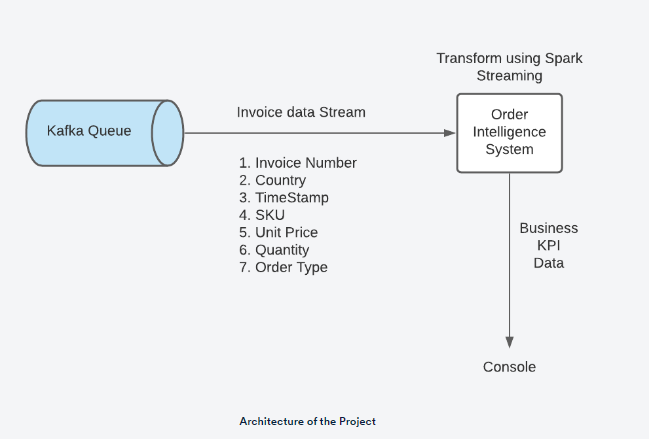 Transform using Spark
Streaming
Kafka Queue
Invoice data Stream
Order
Intelligence
System
1. Invoice Number
2. Country
3. TimeStamp
4. SKU
5. Unit Price
6. Quantity
7. Order Type
Business
KPI
Data
Console
Architecture of the Project